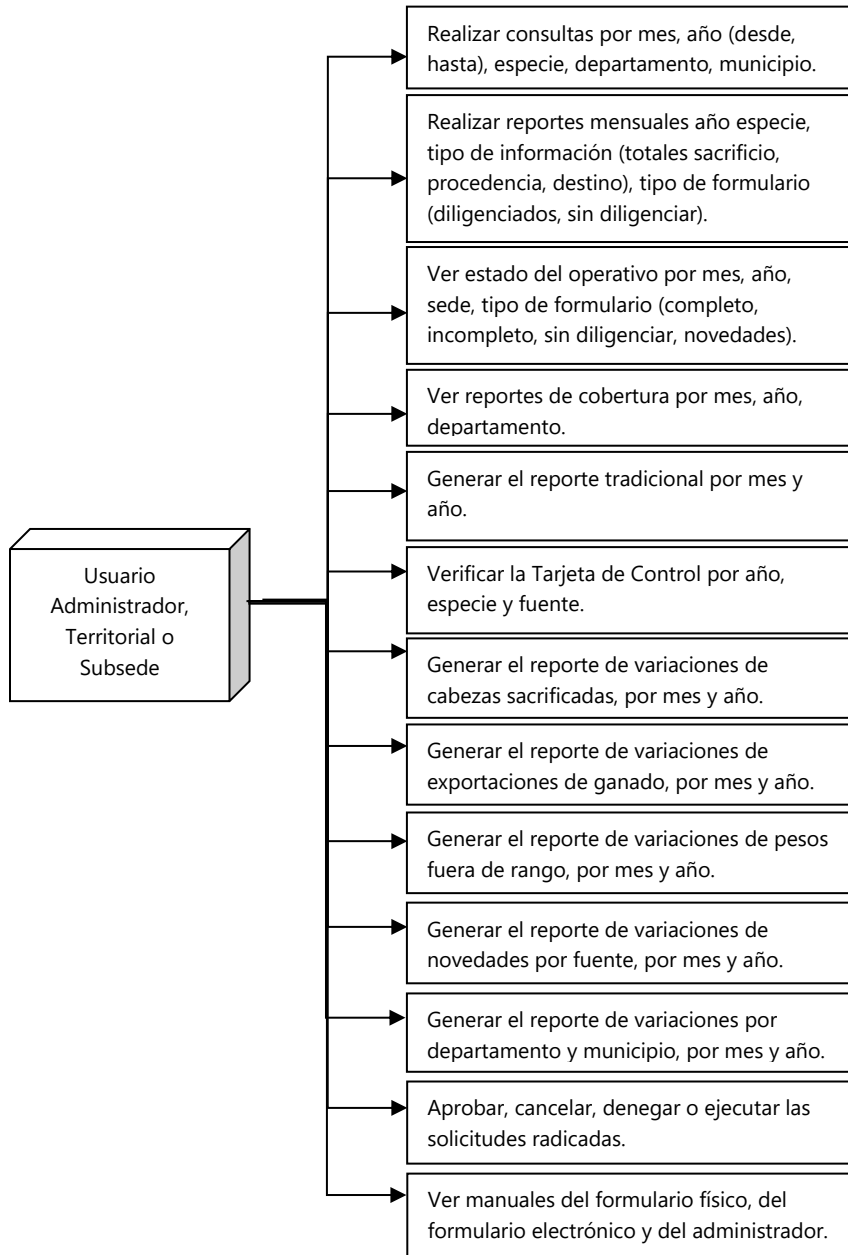 Realizar consultas por mes, año (desde,
hasta), especie, departamento, municipio.
Realizar reportes mensuales año especie,
tipo de información (totales sacrificio,
procedencia, destino), tipo de formulario
(diligenciados, sin diligenciar).
Ver estado del operativo por mes, año,
sede, tipo de formulario (completo,
incompleto, sin diligenciar, novedades).
Ver reportes de cobertura por mes, año,
departamento.
Generar el reporte tradicional por mes y
año.
Usuario
Administrador,
Territorial o
Subsede
Verificar la Tarjeta de Control por año,
especie y fuente.
Generar el reporte de variaciones de
cabezas sacrificadas, por mes y año.
Generar el reporte de variaciones de
exportaciones de ganado, por mes y año.
Generar el reporte de variaciones de pesos
fuera de rango, por mes y año.
Generar el reporte de variaciones de
novedades por fuente, por mes y año.
Generar el reporte de variaciones por
departamento y municipio, por mes y año.
Aprobar, cancelar, denegar o ejecutar las
solicitudes radicadas.
Ver manuales del formulario físico, del
formulario electrónico y del administrador.